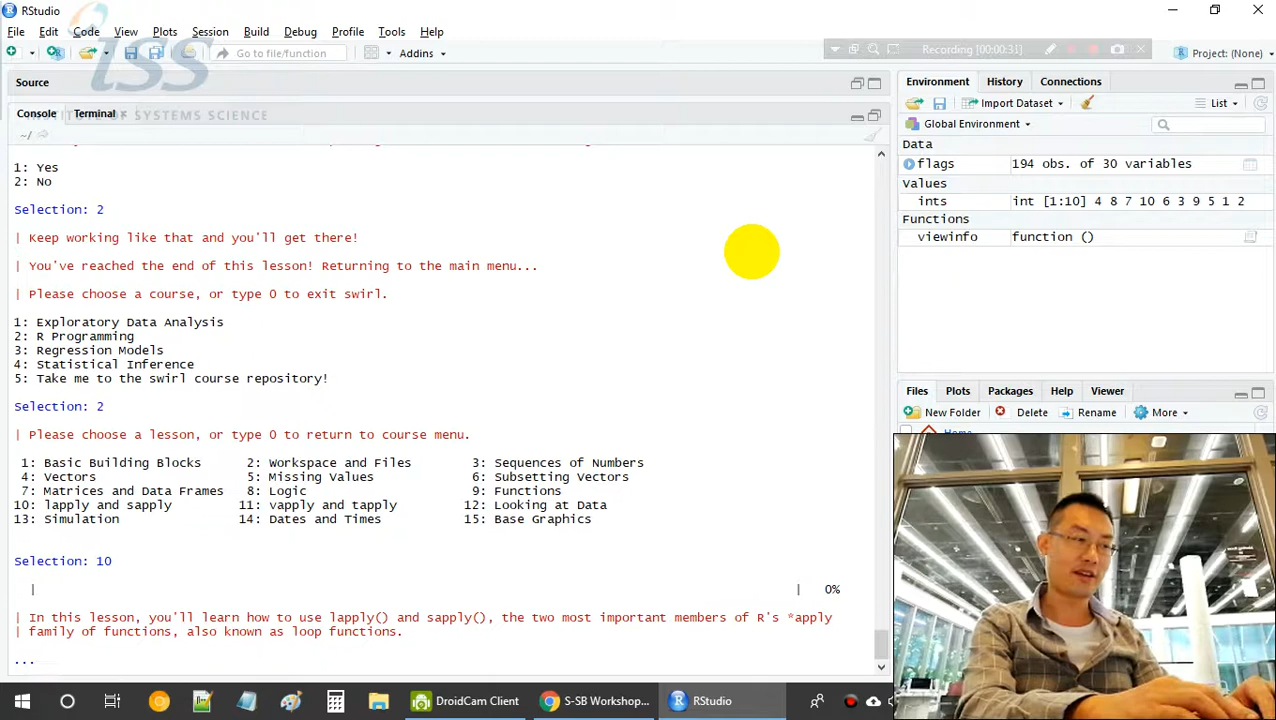 RStudio
File Edit Code View Plots Session Build Debug Profile Tools Help
Go to file/function
Addins
Recording [00:00:31]
Project: (None)
iss
INSTITUTE OF SYSTEMS SCIENCE
Source
Console Terminal
~/
1: Yes
2: No
Selection: 2
| Keep working like that and you'll get there!
| You've reached the end of this lesson! Returning to the main menu...
| Please choose a course, or type 0 to exit swirl.
1: Exploratory Data Analysis
2: R Programming
3: Regression Models
4: Statistical Inference
5: Take me to the swirl course repository!
Selection: 2
| Please choose a lesson, or type 0 to return to course menu.
1: Basic Building Blocks 2: Workspace and Files 3: Sequences of Numbers
4: Vectors 5: Missing Values 6: Subsetting Vectors
7: Matrices and Data Frames 8: Logic 9: Functions
10: lapply and sapply 11: vapply and tapply 12: Looking at Data
13: Simulation 14: Dates and Times 15: Base Graphics
Selection: 10
| | 0%
| In this lesson, you'll learn how to use lapply() and sapply(), the two most important members of R's *apply
| family of functions, also known as loop functions.
...
Environment History Connections
Import Dataset List
Global Environment
Data
flags 194 obs. of 30 variables
Values
ints int [1:10] 4 8 7 10 6 3 9 5 1 2
Functions
viewinfo function ()
Files Plots Packages Help Viewer
New Folder Delete Rename More
Home
DroidCam Client S-SB Workshop... RStudio